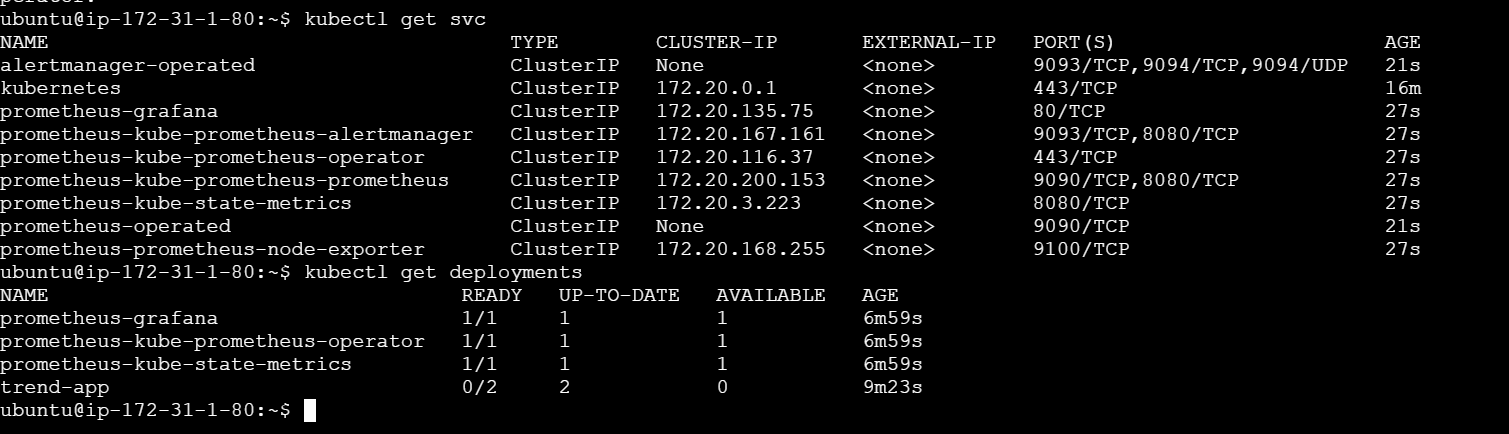 ubuntu@ip-172-31-1-80:~$ kubectl get svc
NAME TYPE CLUSTER-IP EXTERNAL-IP PORT(S) AGE
alertmanager-operated ClusterIP None <none> 9093/TCP,9094/TCP,9094/UDP 21s
kubernetes ClusterIP 172.20.0.1 <none> 443/TCP 16m
prometheus-grafana ClusterIP 172.20.135.75 <none> 80/TCP 27s
prometheus-kube-prometheus-alertmanager ClusterIP 172.20.167.161 <none> 9093/TCP,8080/TCP 27s
prometheus-kube-prometheus-operator ClusterIP 172.20.116.37 <none> 443/TCP 27s
prometheus-kube-prometheus-prometheus ClusterIP 172.20.200.153 <none> 9090/TCP,8080/TCP 27s
prometheus-kube-state-metrics ClusterIP 172.20.3.223 <none> 8080/TCP 27s
prometheus-operated ClusterIP None <none> 9090/TCP 21s
prometheus-prometheus-node-exporter ClusterIP 172.20.168.255 <none> 9100/TCP 27s
ubuntu@ip-172-31-1-80:~$ kubectl get deployments
NAME READY UP-TO-DATE AVAILABLE AGE
prometheus-grafana 1/1 1 1 6m59s
prometheus-kube-prometheus-operator 1/1 1 1 6m59s
prometheus-kube-state-metrics 1/1 1 1 6m59s
trend-app 0/2 2 0 9m23s
ubuntu@ip-172-31-1-80:~$